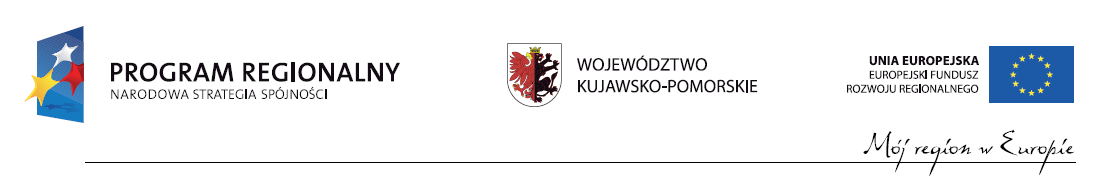 PROGRAM REGIONALNY
NARODOWA STRATEGIA SPÓJNOŚCI
WOJEWÓDZTWO
KUJAWSKO-POMORSKIE
UNIA EUROPEJSKA
EUROPEJSKI FUNDUSZ
ROZWOJU REGIONALNEGO
Mój region w Europie